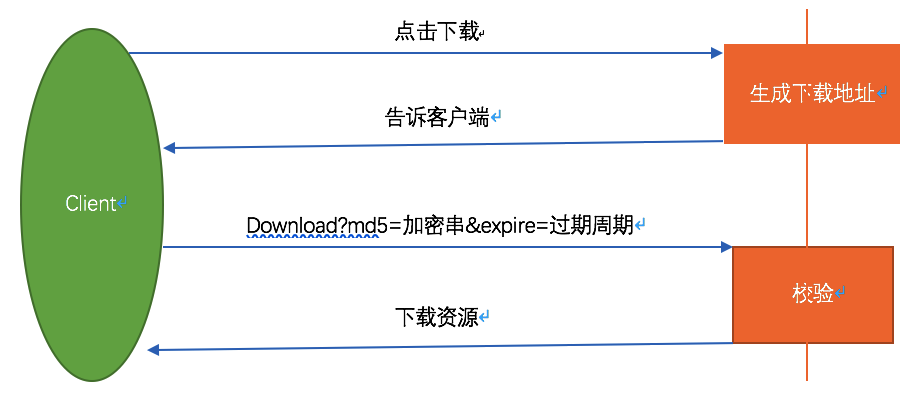 点击下载
生成下载地址
告诉客户端
Client
Download?md5=加密串&expire=过期周期
校验
下载资源